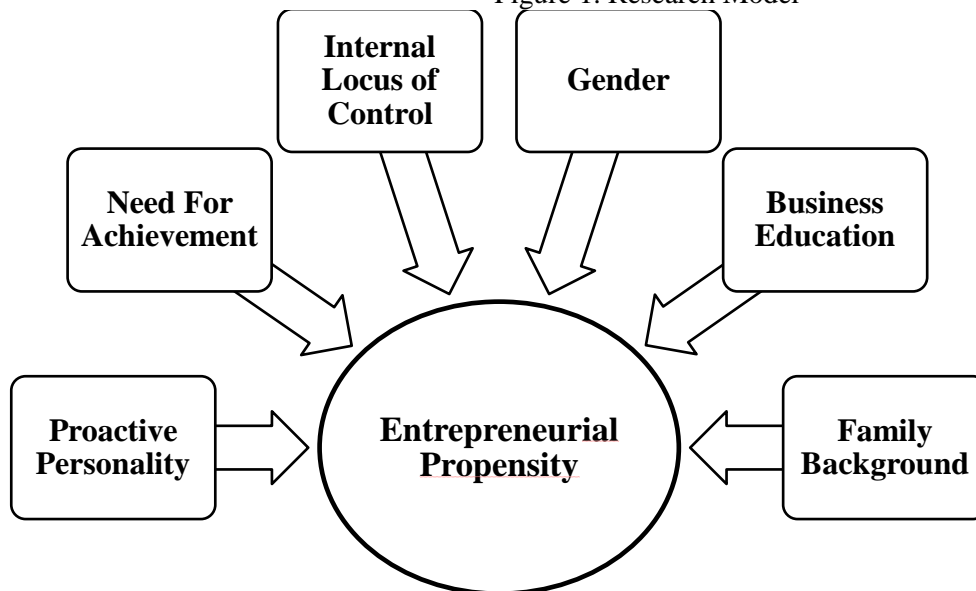 Figure 1. Research Model
Internal
Locus of
Control
Gender
Need For
Achievement
Business
Education
Proactive
Personality
Entrepreneurial
Propensity
Family
Background